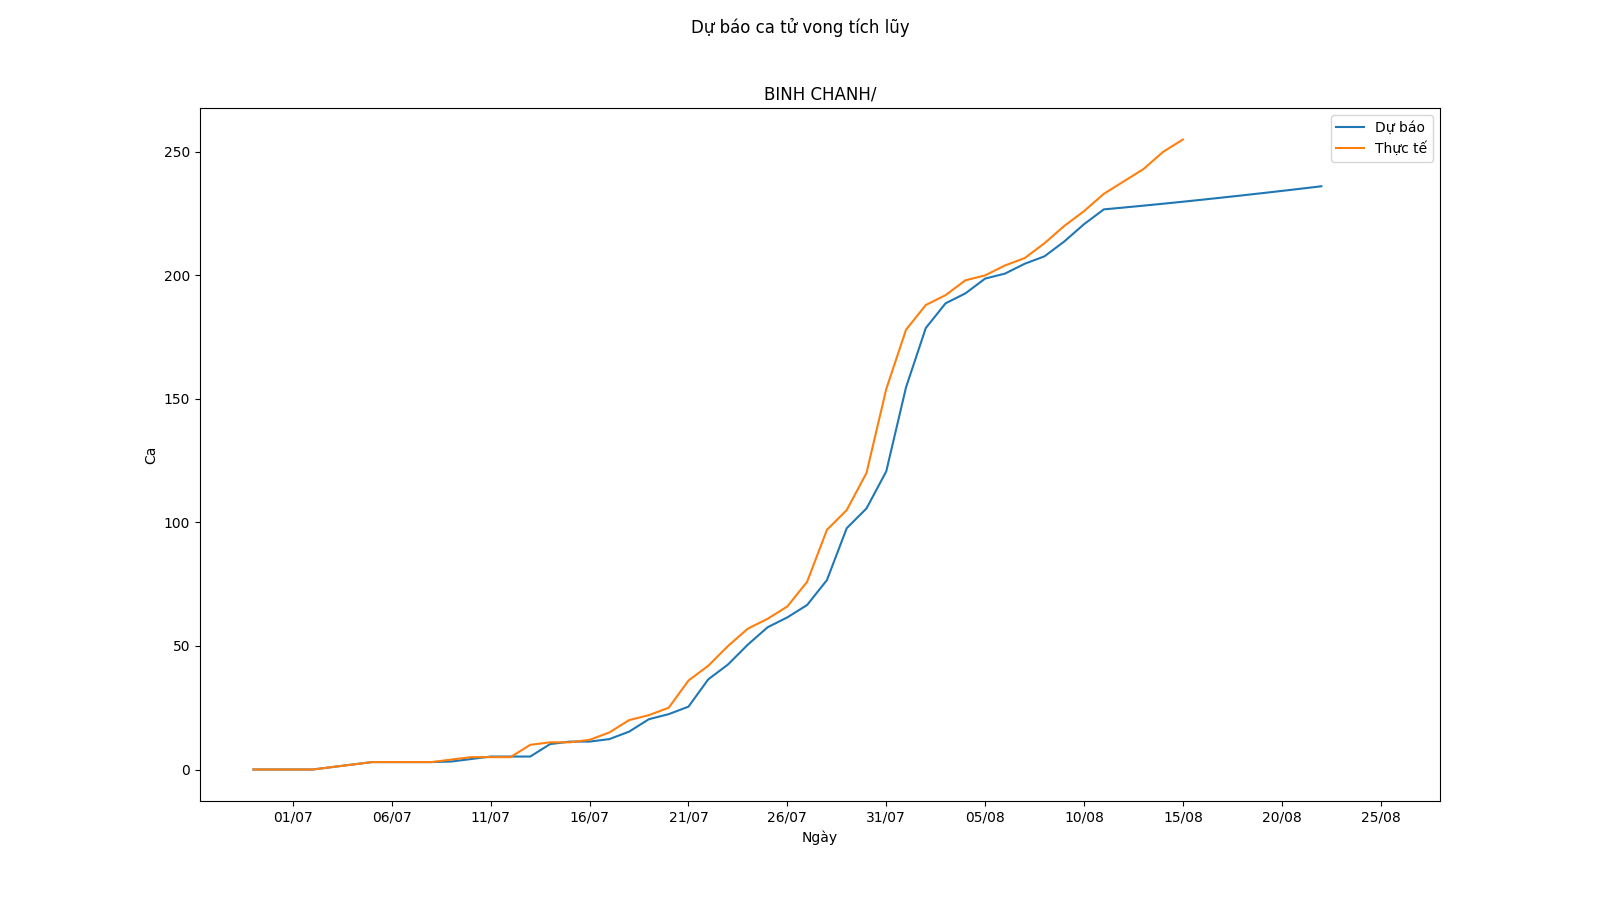 Dự báo ca tử vong tích lũy
BINH CHANH/
Dự báo
Thực tế
250
200
150
100
50
0
Ca
01/07 06/07 11/07 16/07 21/07 26/07 31/07 05/08 10/08 15/08 20/08 25/08
Ngày